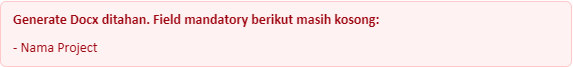 Generate Docx ditahan. Field mandatory berikut masih kosong:
- Nama Project